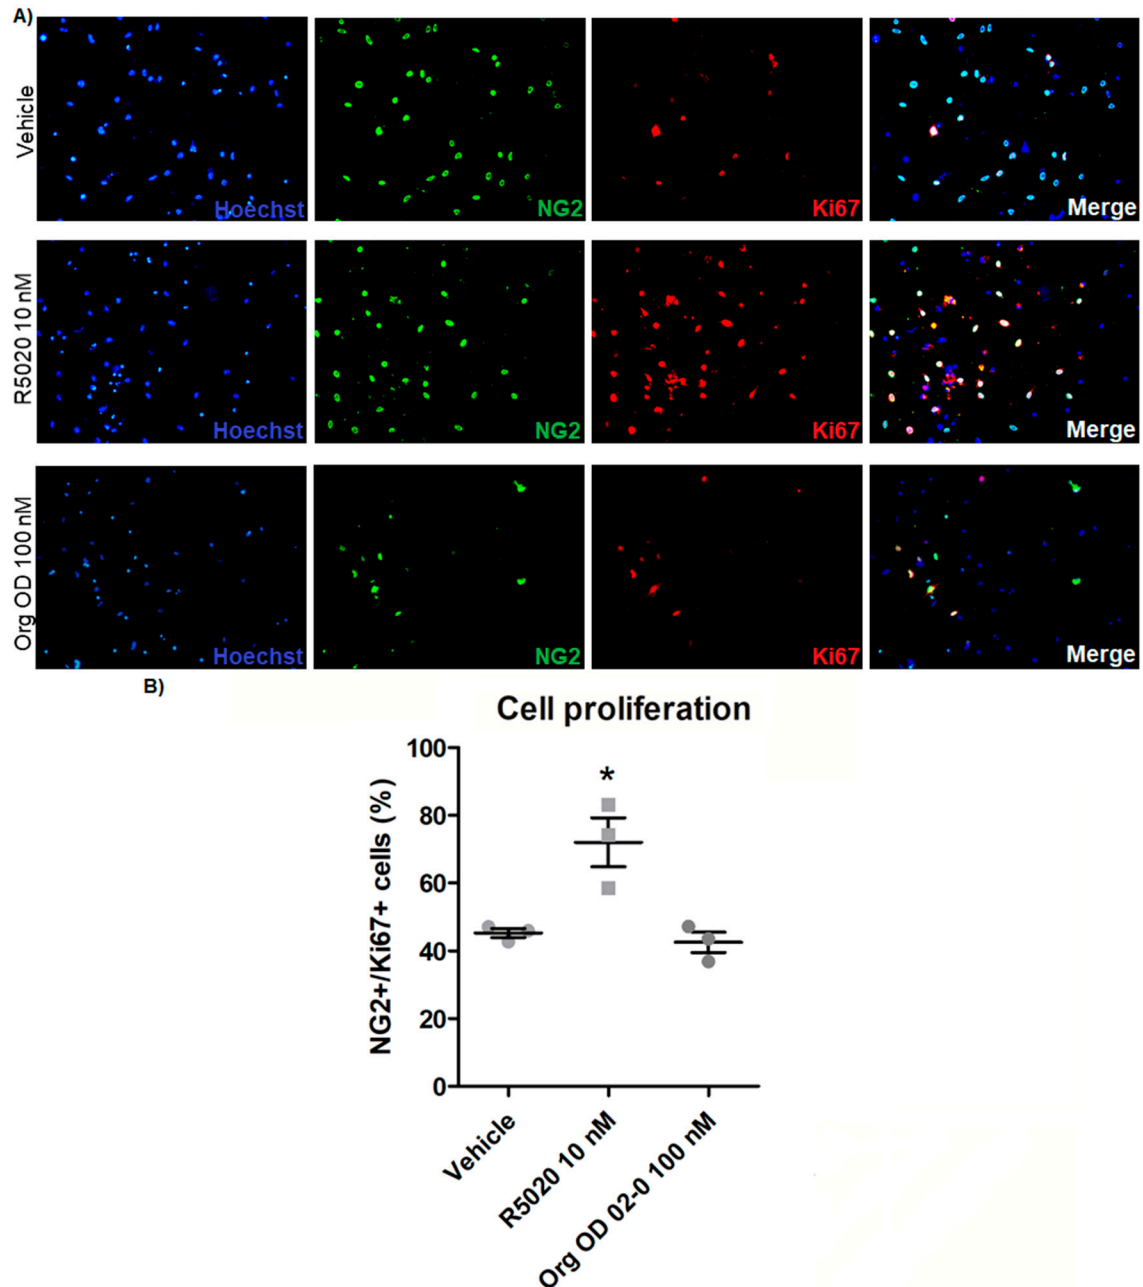 A)
Vehicle
Hoechst
NG2
Ki67
Merge
R5020 10 nM
Hoechst
NG2
Ki67
Merge
Org OD 100 nM
Hoechst
NG2
Ki67
Merge
B)
Cell proliferation
NG2+/Ki67+ cells (%)
100
80
60
40
20
0
*
Vehicle
R5020 10 nM
Org OD 02-0 100 nM